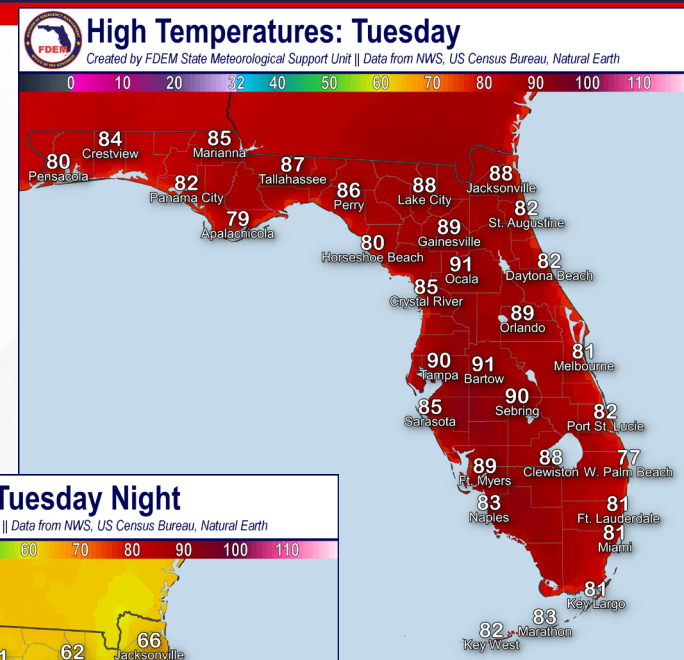 High Temperatures: Tuesday
FDEM
Created by FDEM State Meteorological Support Unit || Data from NWS, US Census Bureau, Natural Earth
0 10 20 32 40 50 60 70 80 90 100 110
84
Crestview
85
Marianna
80
Pensacola
87
Tallahassee
88
Jacksonville
82
Panama City
86
Perry
88
Lake City
79
Apalachicola
82
St. Augustine
89
Gainesville
80
Horseshoe Beach
91
Ocala
82
Daytona Beach
85
Crystal River
89
Orlando
81
Melbourne
90
Tampa
91
Bartow
90
Sebring
85
Sarasota
82
Port St. Lucie
89
Ft. Myers
88
Clewiston
77
W. Palm Beach
83
Naples
81
Ft. Lauderdale
81
Miami
81
Key Largo
83
Marathon
82
Key West
Tuesday Night
|| Data from NWS, US Census Bureau, Natural Earth
60 70 80 90 100 110
62
66
Jacksonville